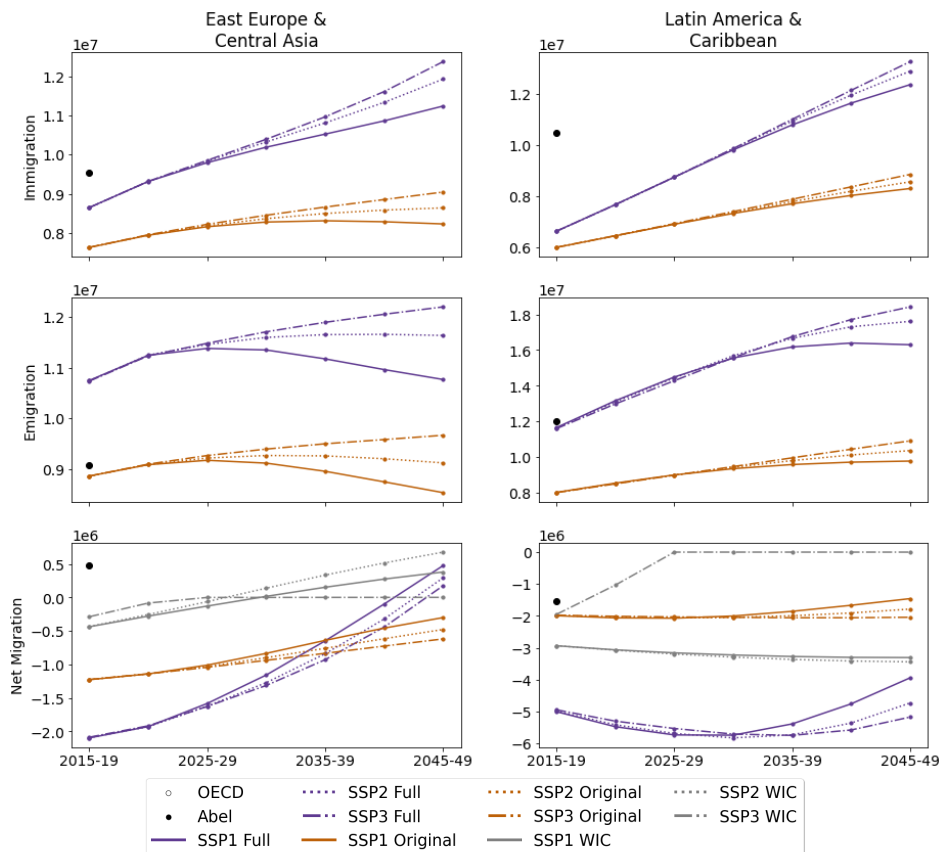 East Europe &
Central Asia
Latin America &
Caribbean
1e7
1.2
1.1
1.0
0.9
0.8
Immigration
1e7
1.2
1.0
0.8
0.6
1e7
1.2
1.1
1.0
0.9
Emigration
1e7
1.8
1.6
1.4
1.2
1.0
0.8
1e6
0.5
0.0
−0.5
−1.0
−1.5
−2.0
Net Migration
2015-19
2025-29
2035-39
2045-49
1e6
0
−1
−2
−3
−4
−5
−6
2015-19
2025-29
2035-39
2045-49
OECD
Abel
SSP1 Full
SSP2 Full
SSP3 Full
SSP1 Original
SSP2 Original
SSP3 Original
SSP1 WIC
SSP2 WIC
SSP3 WIC